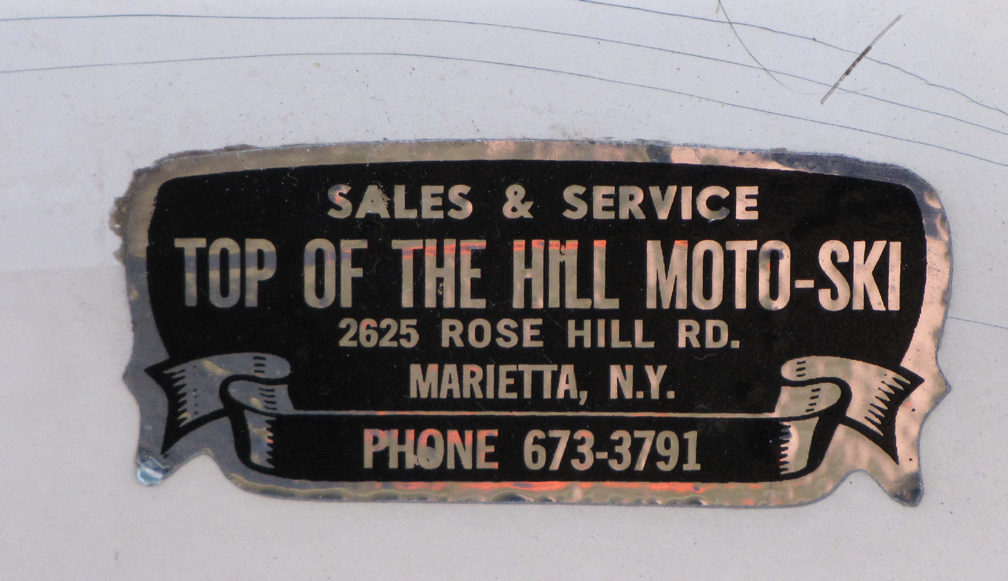 SALES & SERVICE
TOP OF THE HILL MOTO-SKI
2625 ROSE HILL RD.
MARIETTA, N.Y.
PHONE 673-3791